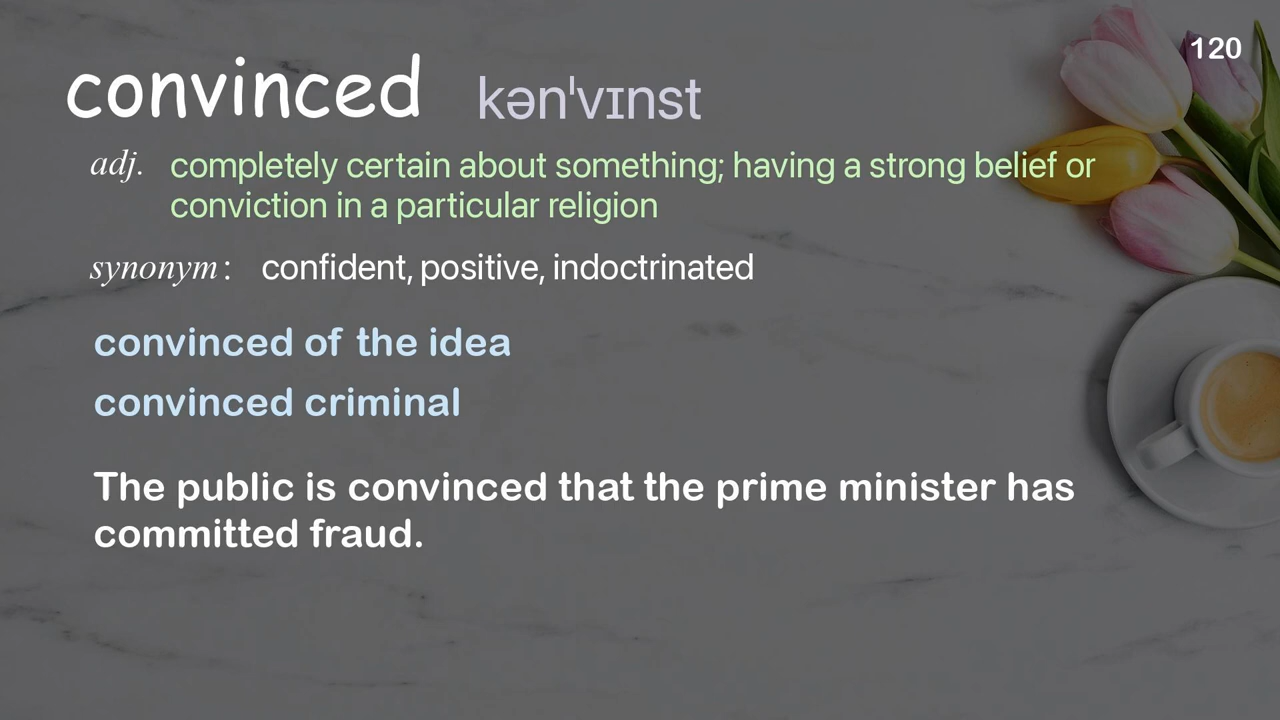 120
convinced kən'vɪnst
adj. completely certain about something; having a strong belief or
conviction in a particular religion
synonym: confident, positive, indoctrinated
convinced of the idea
convinced criminal
The public is convinced that the prime minister has
committed fraud.